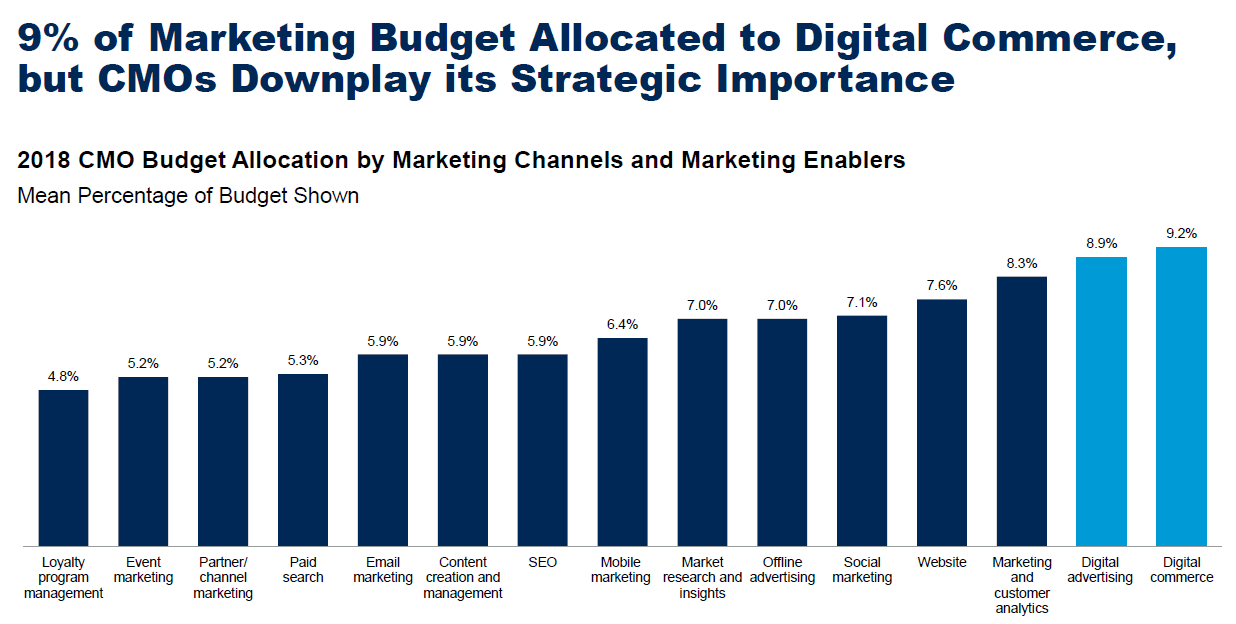 9% of Marketing Budget Allocated to Digital Commerce,
but CMOs Downplay its Strategic Importance
2018 CMO Budget Allocation by Marketing Channels and Marketing Enablers
Mean Percentage of Budget Shown
4.8%
5.2%
5.2%
5.3%
5.9%
5.9%
5.9%
6.4%
7.0%
7.0%
7.1%
7.6%
8.3%
8.9%
9.2%
Loyalty
program
management
Event
marketing
Partner/
channel
marketing
Paid
search
Email
marketing
Content
creation and
management
SEO
Mobile
marketing
Market
research and
insights
Offline
advertising
Social
marketing
Website
Marketing
and
customer
analytics
Digital
advertising
Digital
commerce